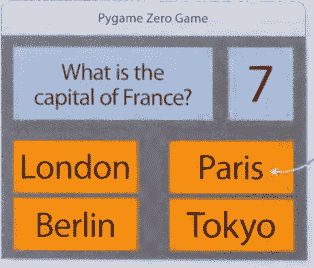 Pygame Zero Game
What is the
capital of France?
7
London
Paris
Berlin
Tokyo